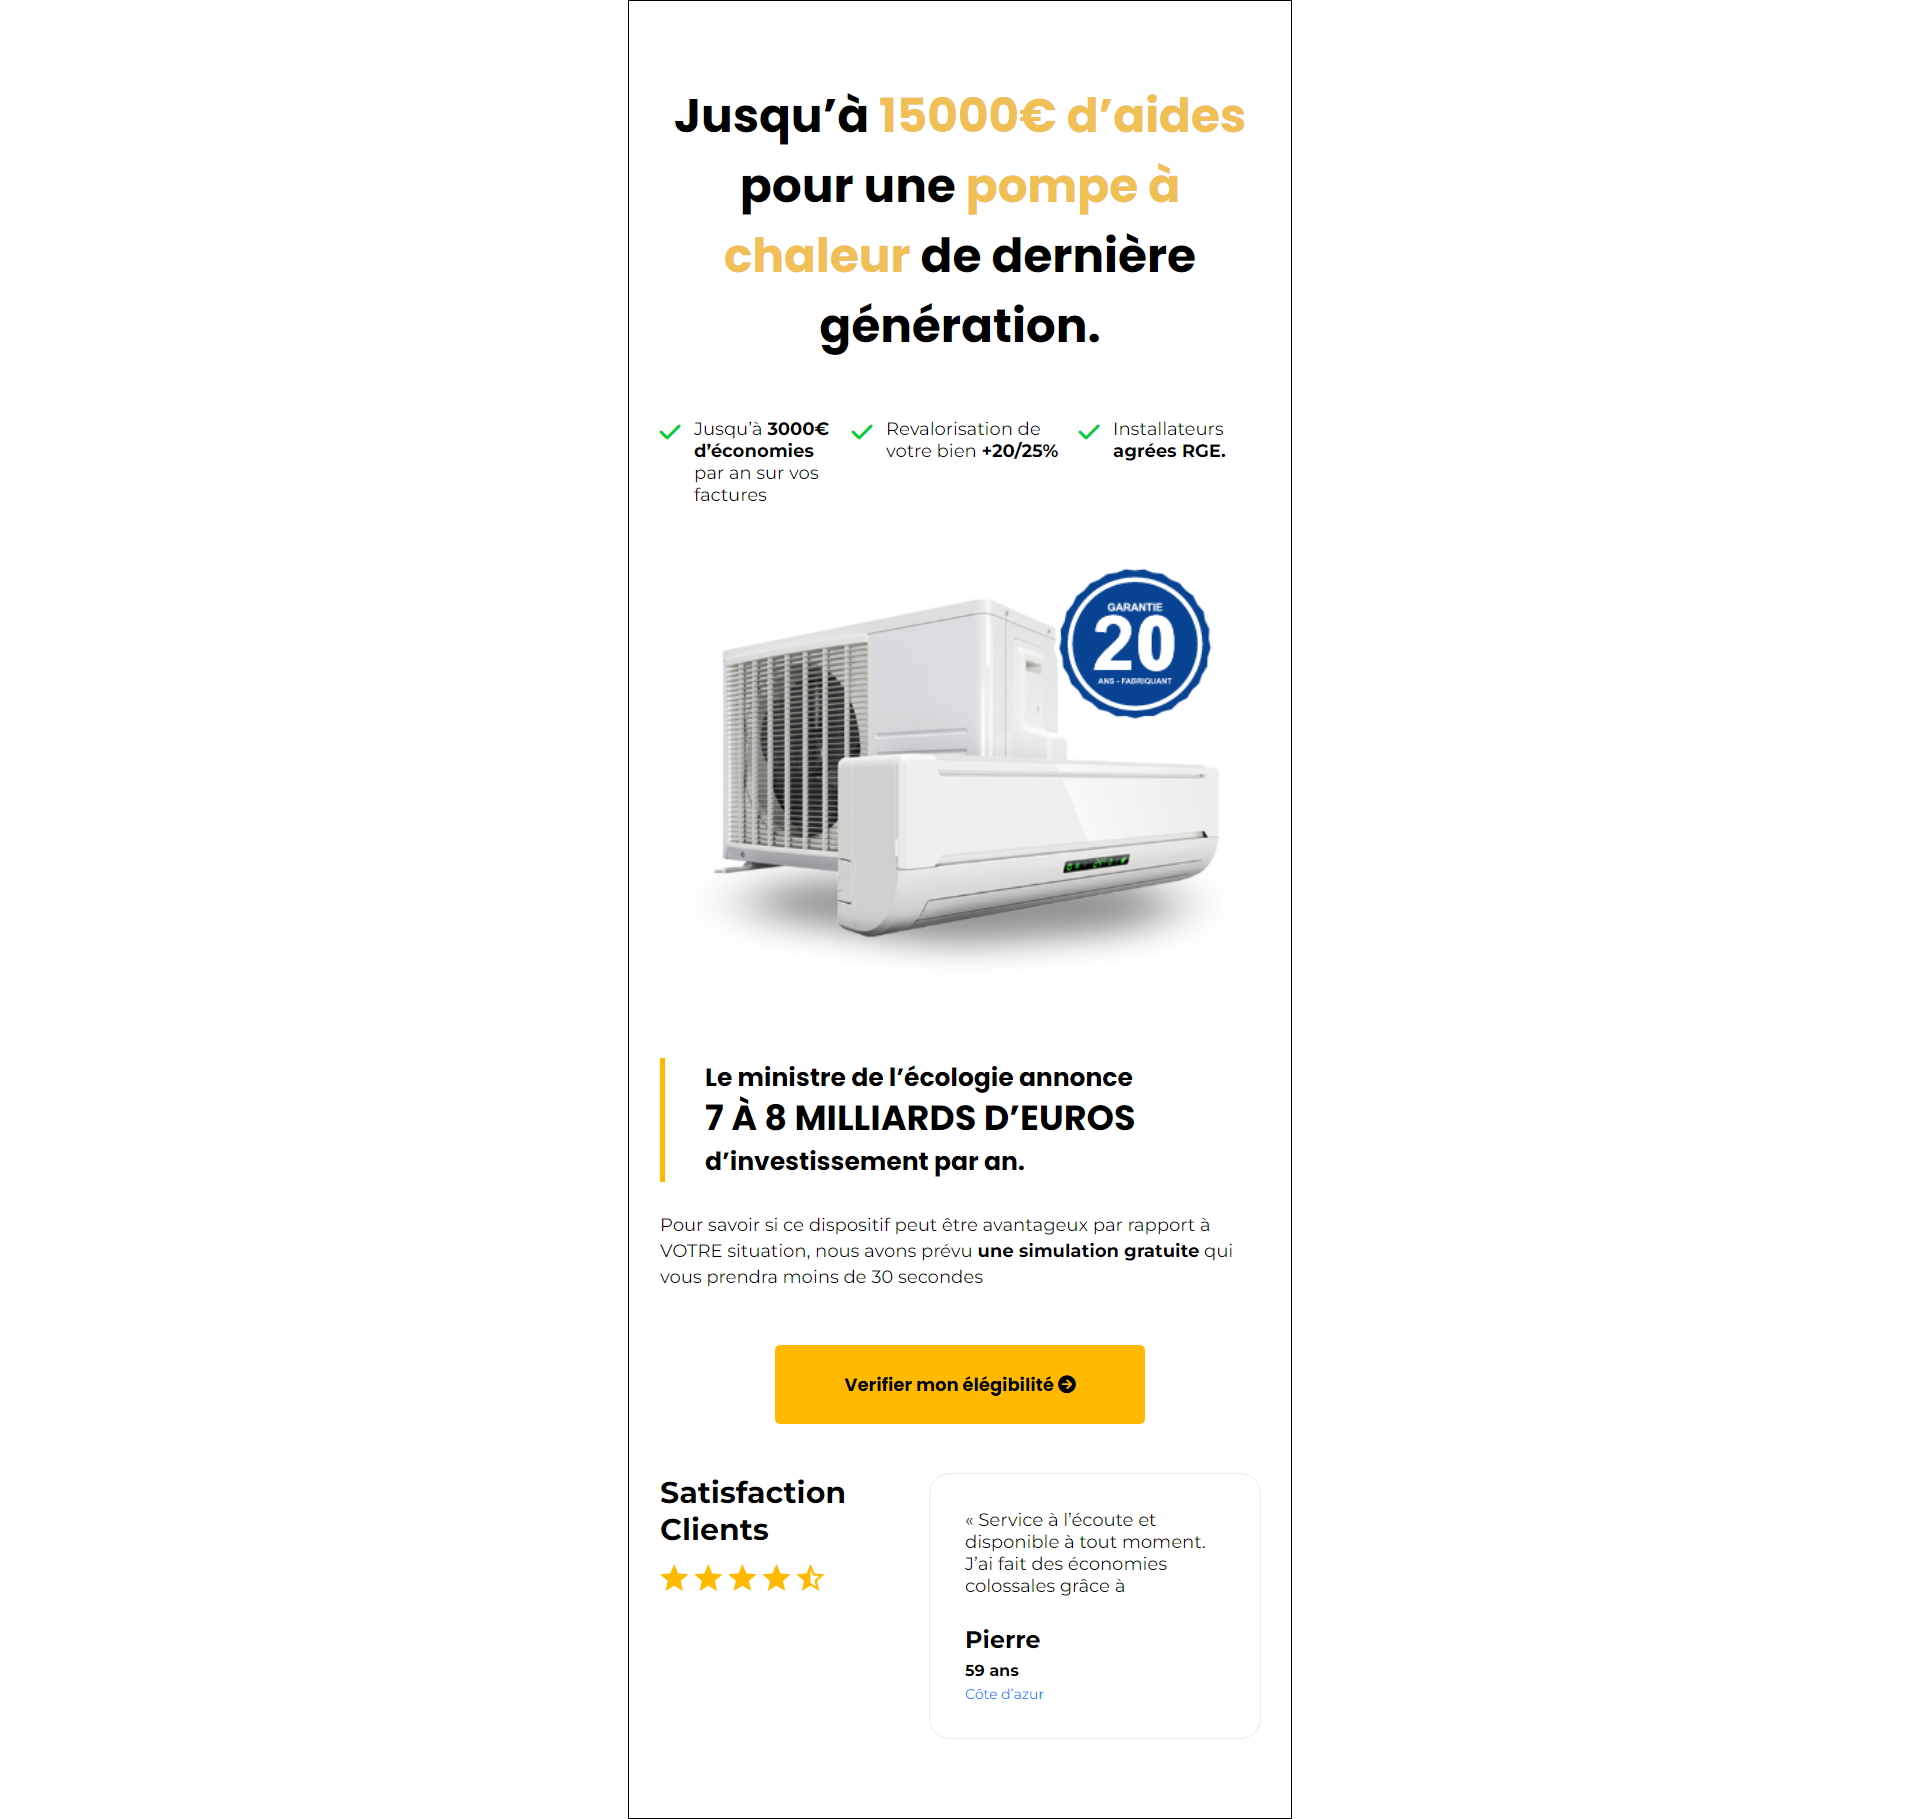 Jusqu’à 15000€ d’aides
pour une pompe à
chaleur de dernière
génération.
Jusqu’à 3000€
d’économies
par an sur vos
factures
Revalorisation de
votre bien +20/25%
Installateurs
agrées RGE.
GARANTIE
20
ANS - FABRIQUANT
Le ministre de l’écologie annonce
7 À 8 MILLIARDS D’EUROS
d’investissement par an.
Pour savoir si ce dispositif peut être avantageux par rapport à
VOTRE situation, nous avons prévu une simulation gratuite qui
vous prendra moins de 30 secondes
Verifier mon élégibilité
Satisfaction
Clients
« Service à l’écoute et
disponible à tout moment.
J’ai fait des économies
colossales grâce à
Pierre
59 ans
Côte d’azur